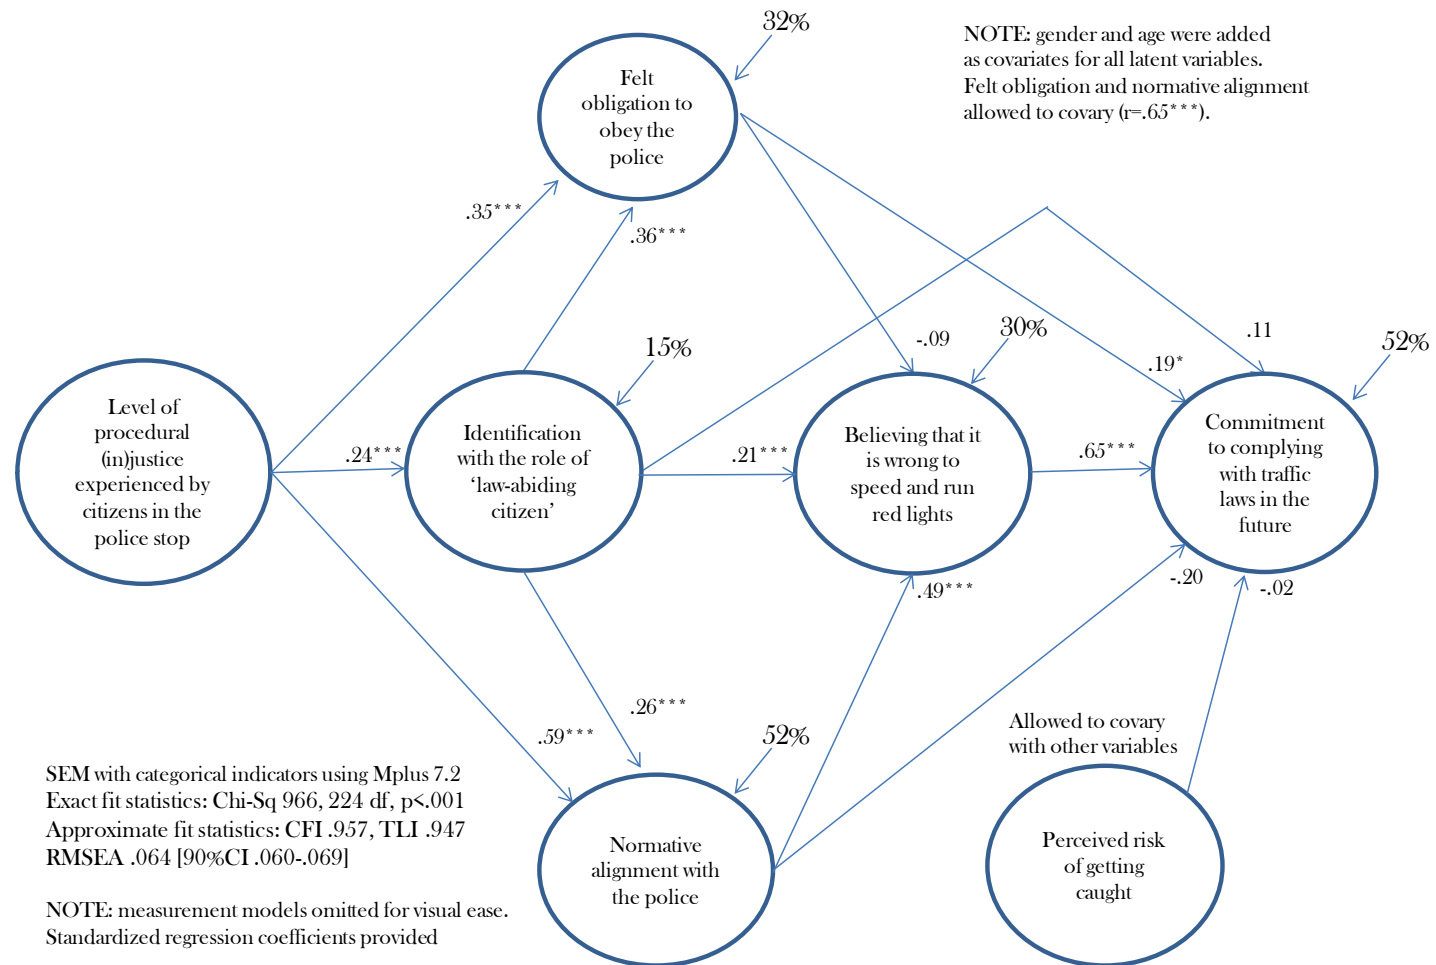 32%
NOTE: gender and age were added
as covariates for all latent variables.
Felt obligation and normative alignment
allowed to covary (r=.65***).
Felt
obligation to
obey the
police
.35***
.36***
15%
-.09
30%
.19*
.11
52%
Level of
procedural
(in)justice
experienced by
citizens in the
police stop
.24***
Identification
with the role of
‘law-abiding
citizen’
.21***
Believing that it
is wrong to
speed and run
red lights
.65***
Commitment
to complying
with traffic
laws in the
future
.49***
-.20
-.02
.59***
.26***
52%
Allowed to covary
with other variables
SEM with categorical indicators using Mplus 7.2
Exact fit statistics: Chi-Sq 966, 224 df, p<.001
Approximate fit statistics: CFI .957, TLI .947
RMSEA .064 [90%CI .060-.069]
NOTE: measurement models omitted for visual ease.
Standardized regression coefficients provided
Normative
alignment with
the police
Perceived risk
of getting
caught